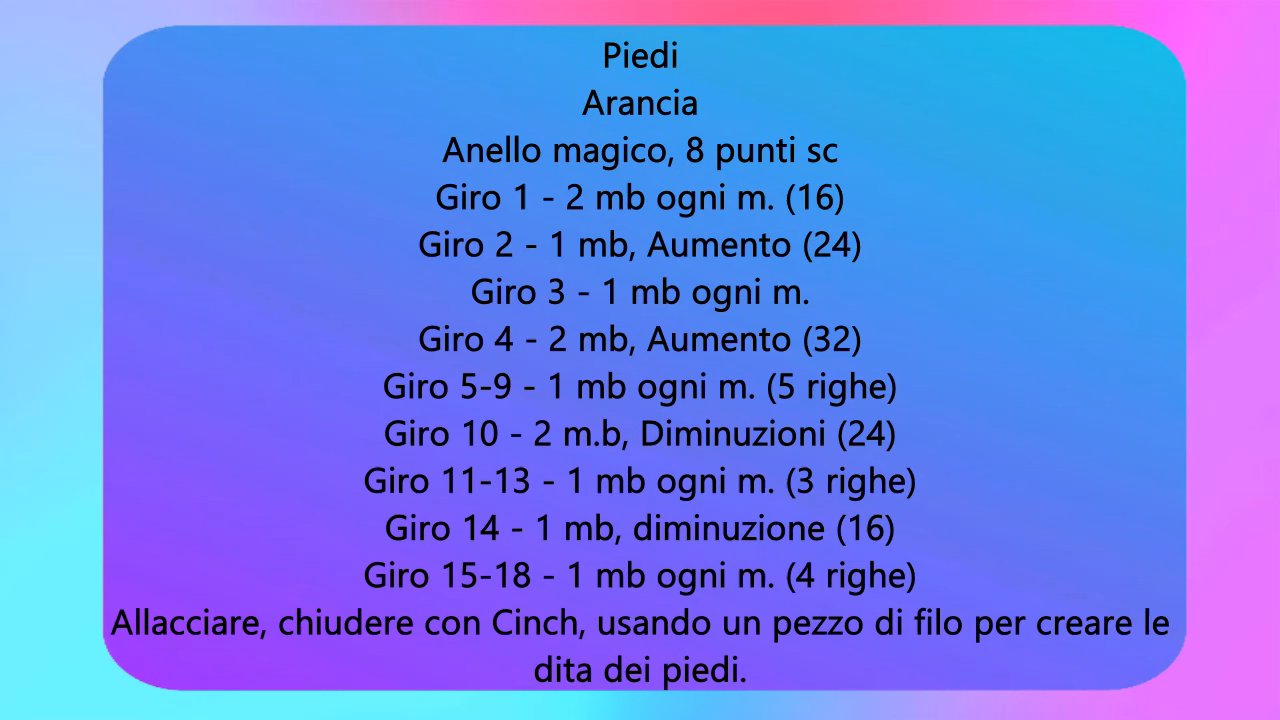 Piedi
Arancia
Anello magico, 8 punti sc
Giro 1 - 2 mb ogni m. (16)
Giro 2 - 1 mb, Aumento (24)
Giro 3 - 1 mb ogni m.
Giro 4 - 2 mb, Aumento (32)
Giro 5-9 - 1 mb ogni m. (5 righe)
Giro 10 - 2 m.b, Diminuzioni (24)
Giro 11-13 - 1 mb ogni m. (3 righe)
Giro 14 - 1 mb, diminuzione (16)
Giro 15-18 - 1 mb ogni m. (4 righe)
Allacciare, chiudere con Cinch, usando un pezzo di filo per creare le
dita dei piedi.